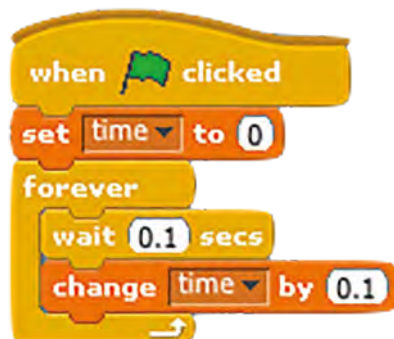 when clicked
set time to 0
forever
wait 0.1 secs
change time by 0.1